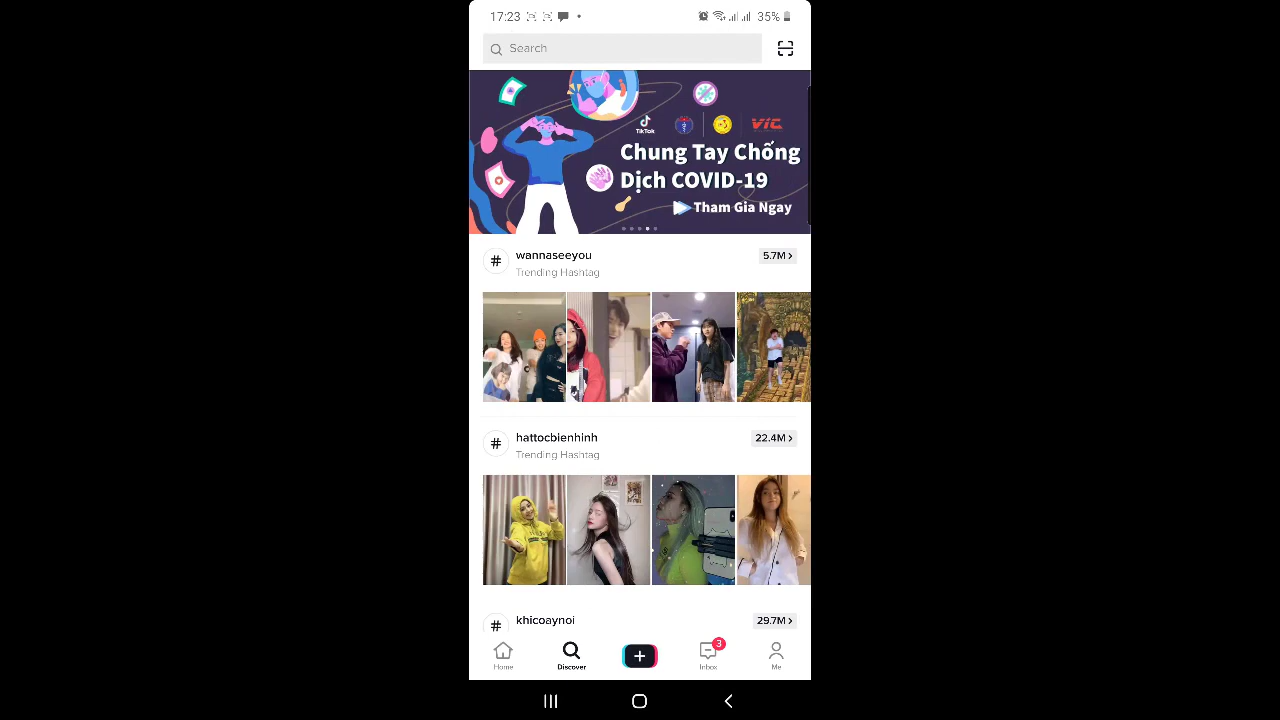 17:23
35%
Search
TikTok
VTC
Chung Tay Chống
Dịch COVID-19
Tham Gia Ngay
wannaseeyou
5.7M >
Trending Hashtag
hattocbienhinh
22.4M >
Trending Hashtag
khicoaynoi
29.7M >
3
Home
Discover
Inbox
Me